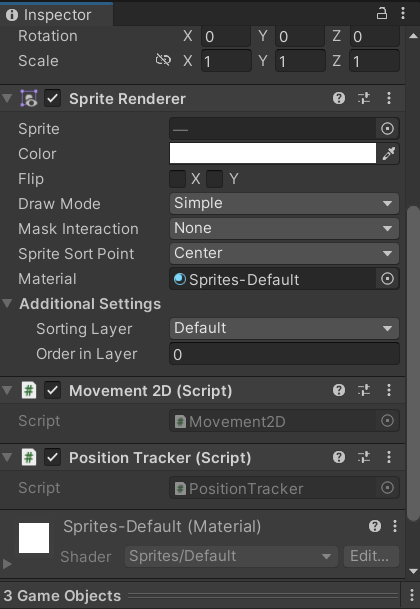 Inspector
Rotation X 0 Y 0 Z 0
Scale X 1 Y 1 Z 1
Sprite Renderer
Sprite —
Color
Flip X Y
Draw Mode Simple
Mask Interaction None
Sprite Sort Point Center
Material Sprites-Default
Additional Settings
Sorting Layer Default
Order in Layer 0
# Movement 2D (Script)
Script # Movement2D
# Position Tracker (Script)
Script # PositionTracker
Sprites-Default (Material)
Shader Sprites/Default Edit...
3 Game Objects